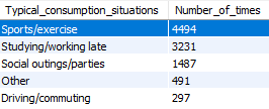 Typical_consumption_situations Number_of_times
Sports/exercise 4494
Studying/working late 3231
Social outings/parties 1487
Other 491
Driving/commuting 297